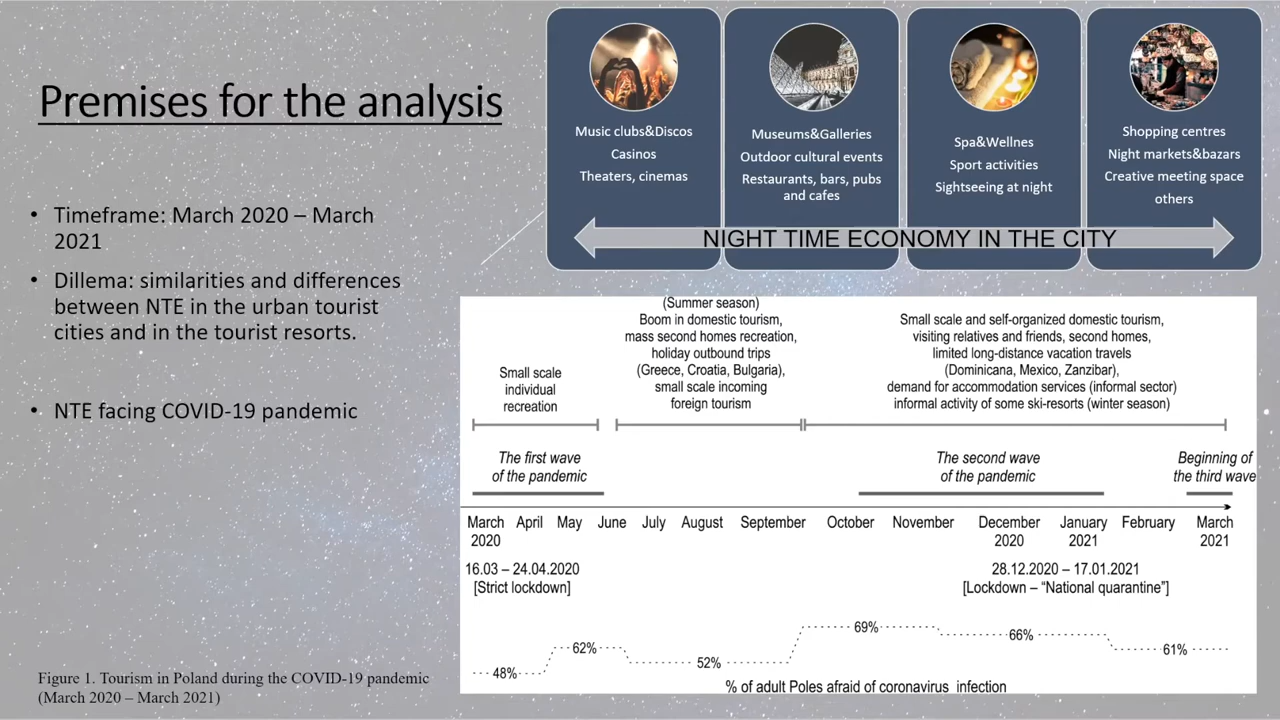 Premises for the analysis
• Timeframe: March 2020 – March
2021
• Dillema: similarities and differences
between NTE in the urban tourist
cities and in the tourist resorts.
• NTE facing COVID-19 pandemic
Music clubs&Discos
Casinos
Theaters, cinemas
Museums&Galleries
Outdoor cultural events
Restaurants, bars, pubs
and cafes
Spa&Wellnes
Sport activities
Sightseeing at night
Shopping centres
Night markets&bazars
Creative meeting space
others
NIGHT TIME ECONOMY IN THE CITY
Small scale
individual
recreation
(Summer season)
Boom in domestic tourism,
mass second homes recreation,
holiday outbound trips
(Greece, Croatia, Bulgaria),
small scale incoming
foreign tourism
Small scale and self-organized domestic tourism,
visiting relatives and friends, second homes,
limited long-distance vacation travels
(Dominicana, Mexico, Zanzibar),
demand for accommodation services (informal sector)
informal activity of some ski-resorts (winter season)
The first wave
of the pandemic
The second wave
of the pandemic
Beginning of
the third wave
March April May June July August September October November December January February March
2020 2020 2021 2021
16.03 – 24.04.2020
[Strict lockdown]
28.12.2020 – 17.01.2021
[Lockdown – “National quarantine”]
48% 62% 52% 69% 66% 61%
% of adult Poles afraid of coronavirus infection
Figure 1. Tourism in Poland during the COVID-19 pandemic
(March 2020 – March 2021)